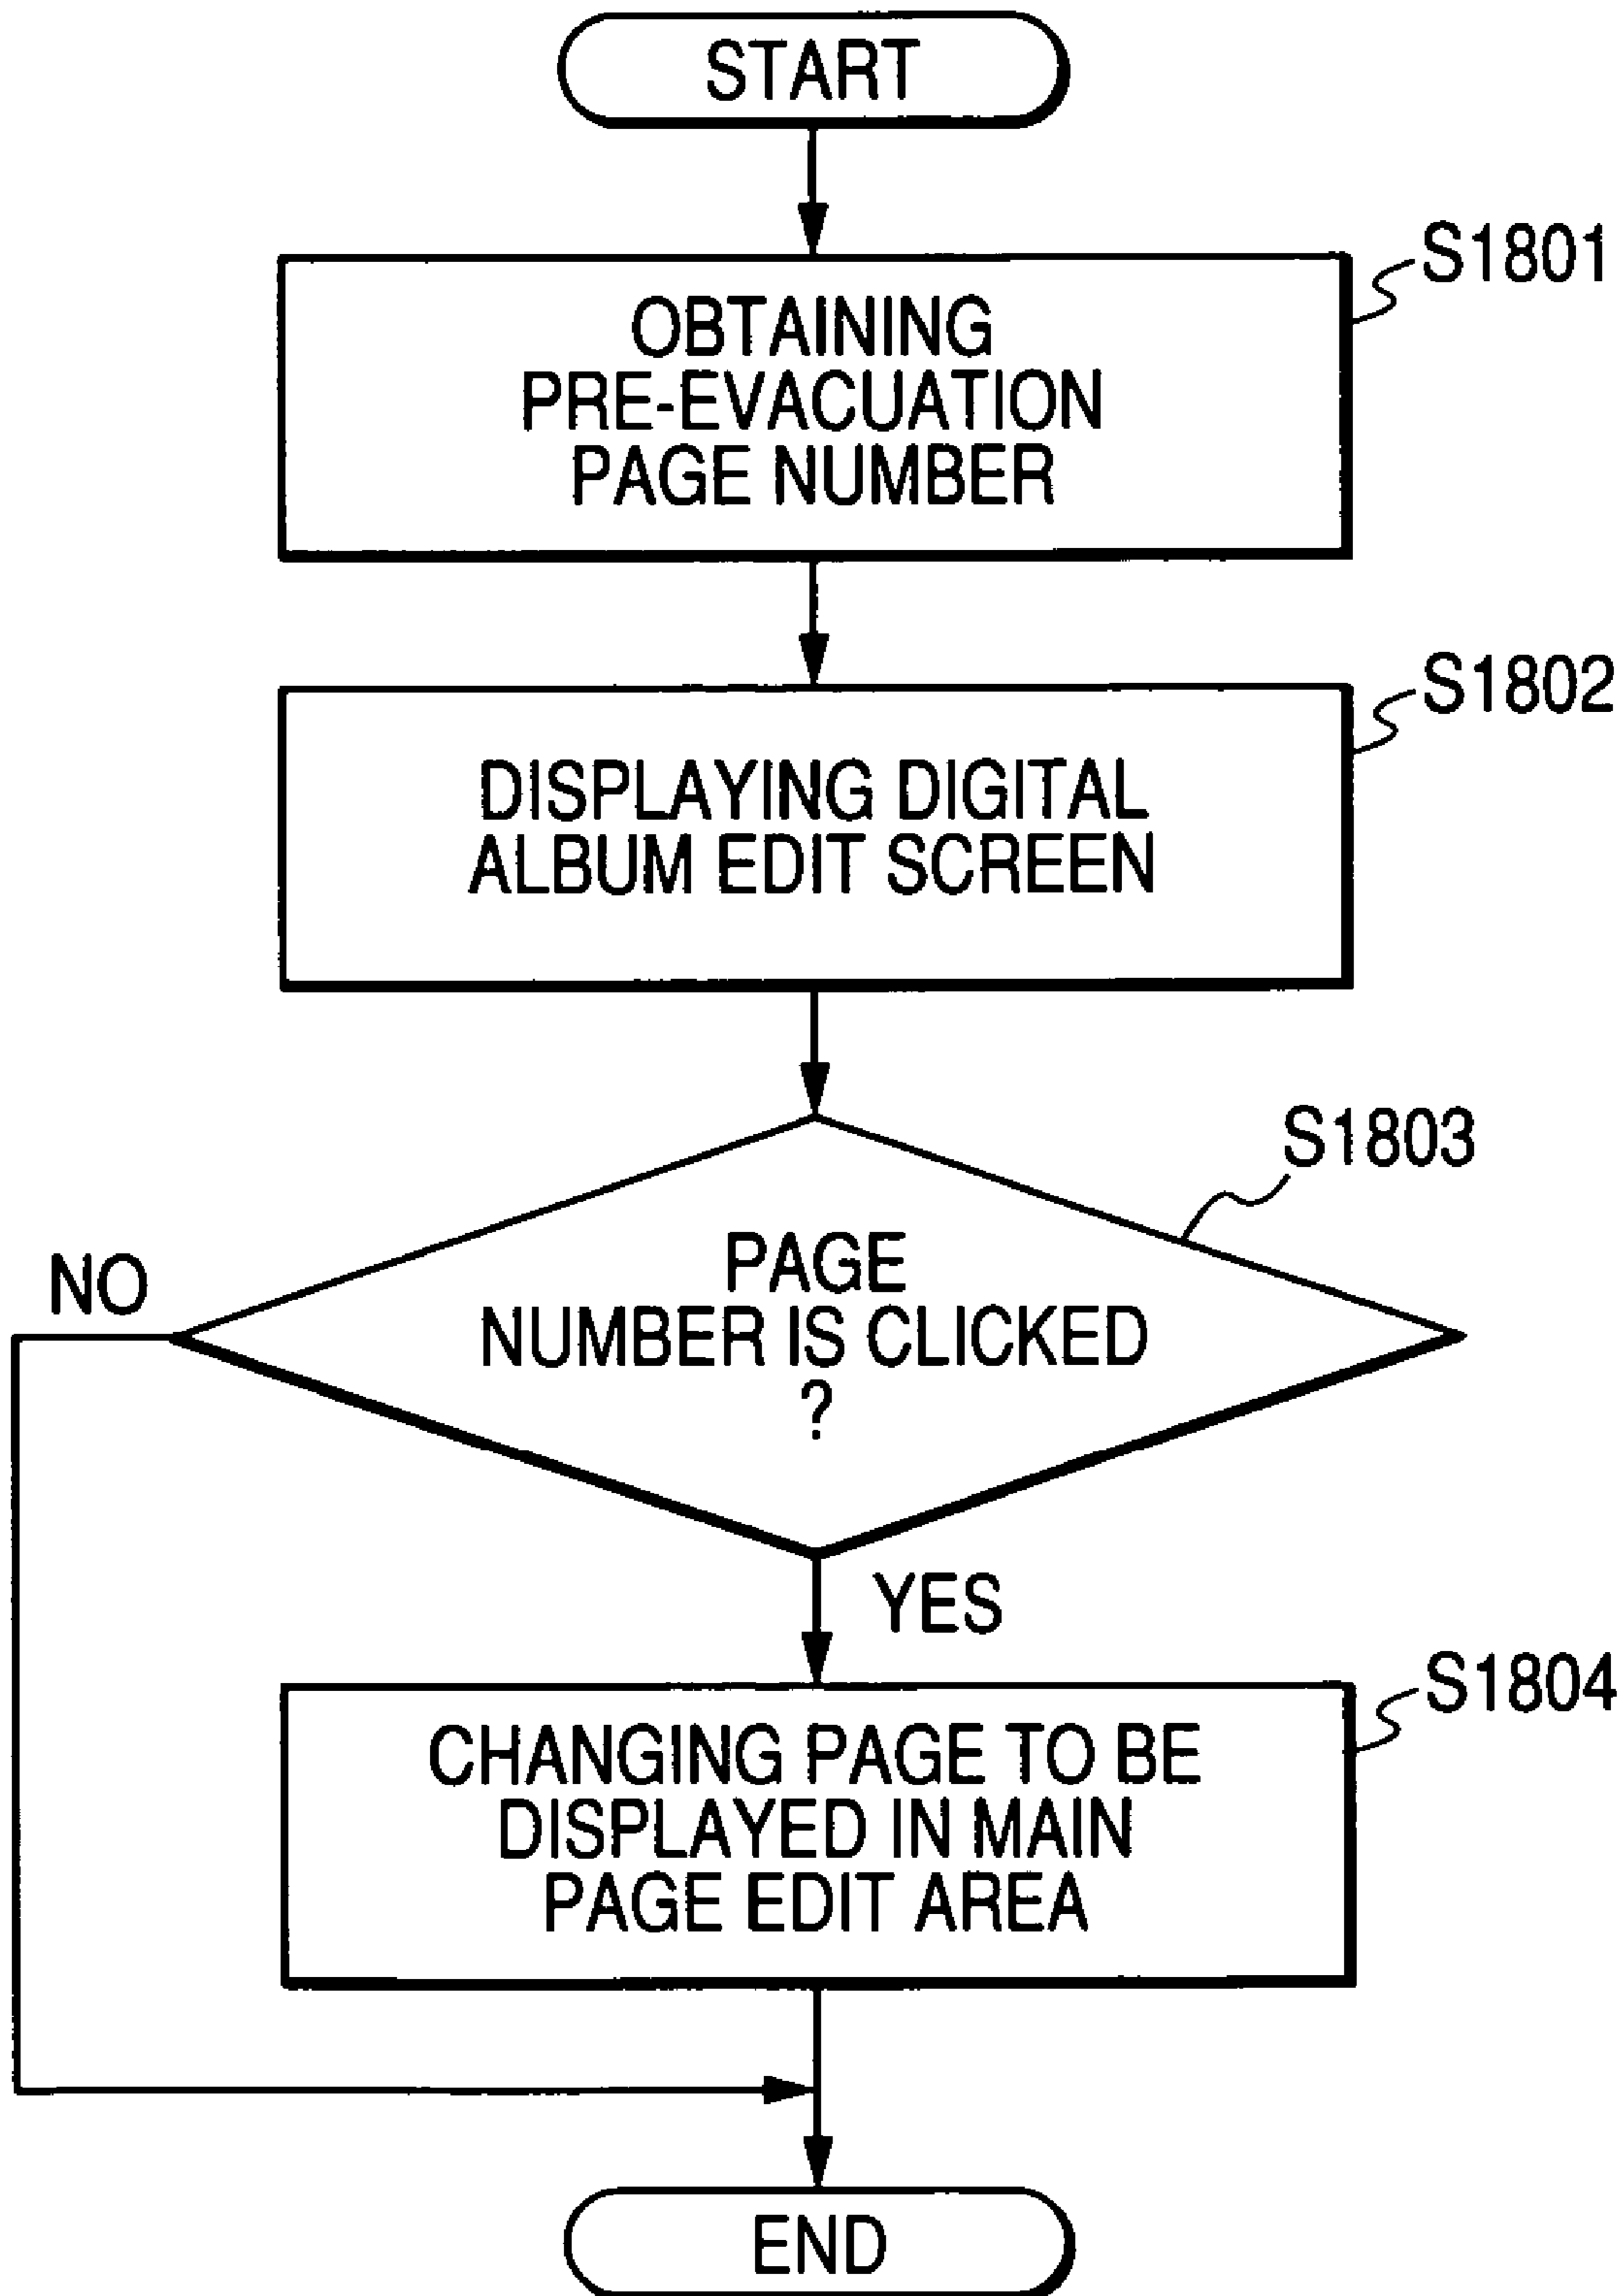 START
S1801
OBTAINING
PRE-EVACUATION
PAGE NUMBER
S1802
DISPLAYING DIGITAL
ALBUM EDIT SCREEN
S1803
PAGE
NUMBER IS CLICKED
?
NO
YES
S1804
CHANGING PAGE TO BE
DISPLAYED IN MAIN
PAGE EDIT AREA
END